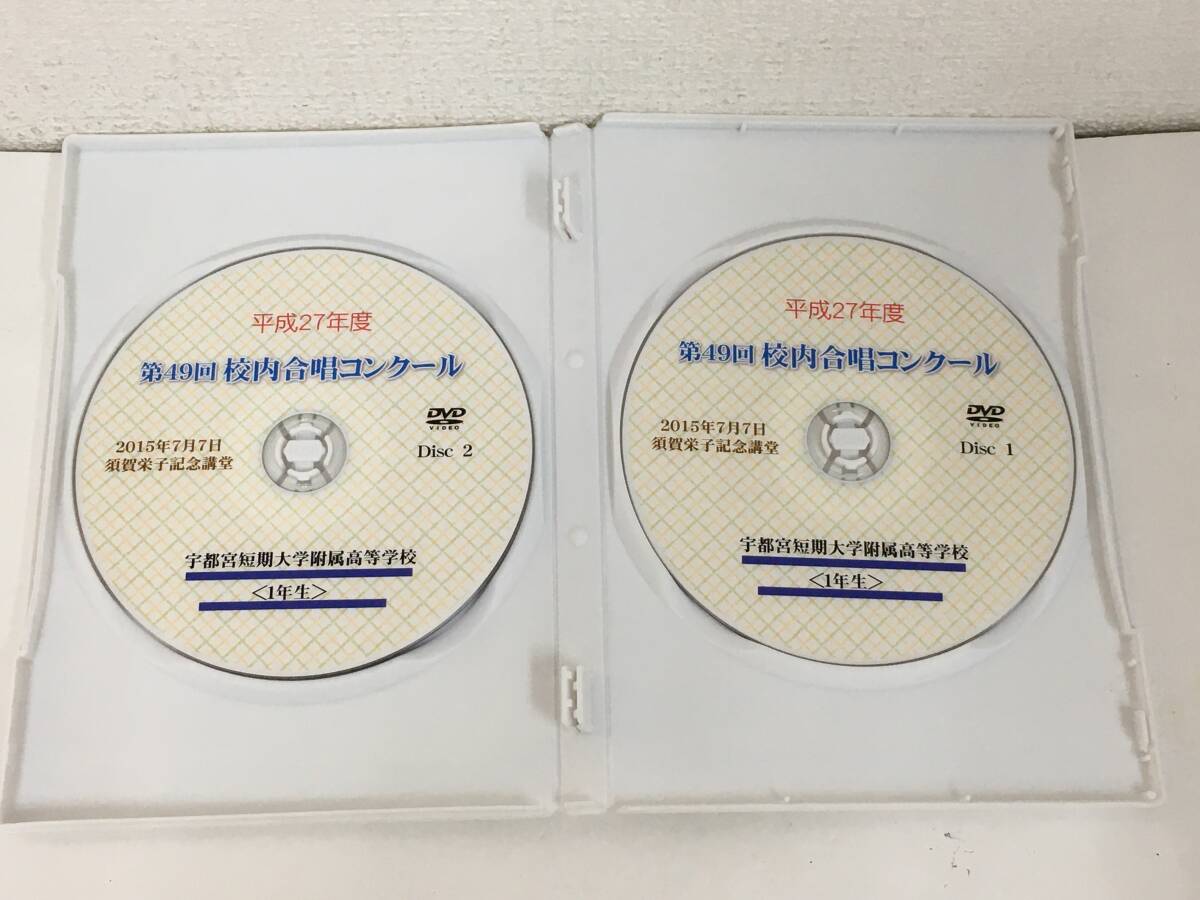 平成27年度
第49回 校内合唱コンクール
DVD
VIDEO
2015年7月7日
須賀栄子記念講堂
Disc 2
宇都宮短期大学附属高等学校
<1年生>
平成27年度
第49回 校内合唱コンクール
DVD
VIDEO
2015年7月7日
須賀栄子記念講堂
Disc 1
宇都宮短期大学附属高等学校
<1年生>